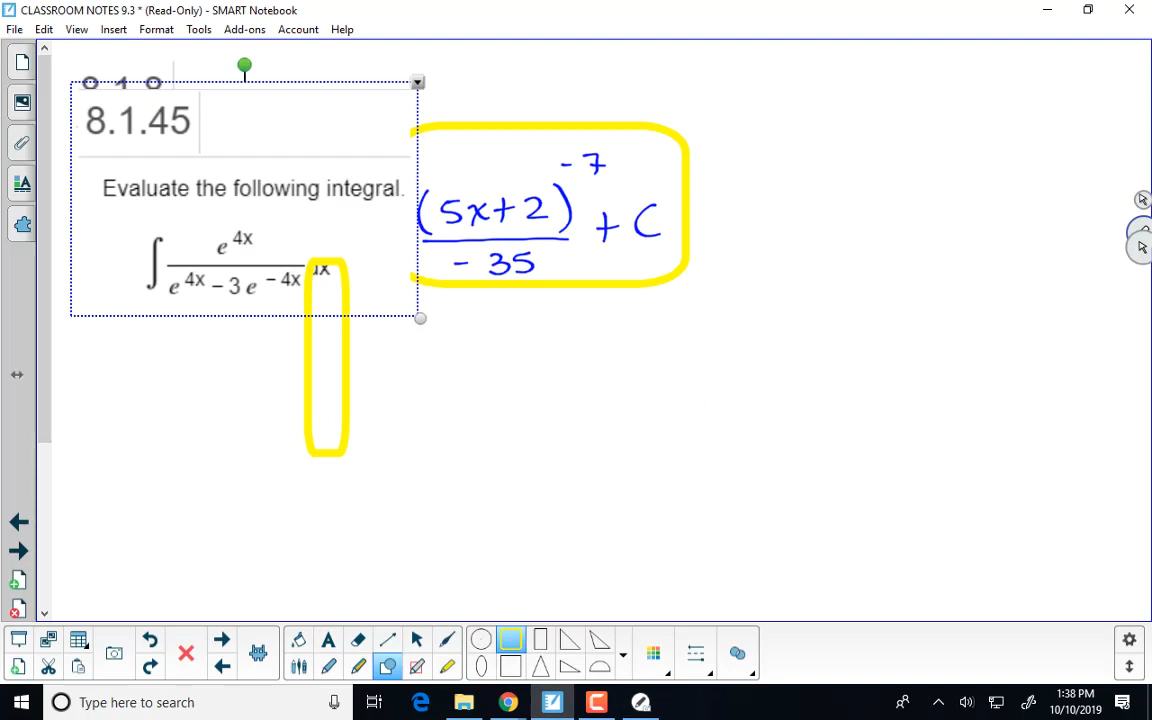 CLASSROOM NOTES 9.3 * (Read-Only) - SMART Notebook
File Edit View Insert Format Tools Add-ons Account Help
8.1.45
Evaluate the following integral.
∫ e^4x / (e^4x − 3 e^−4x) dx
(5x+2)^-7 / -35 + C
Type here to search
1:38 PM
10/10/2019